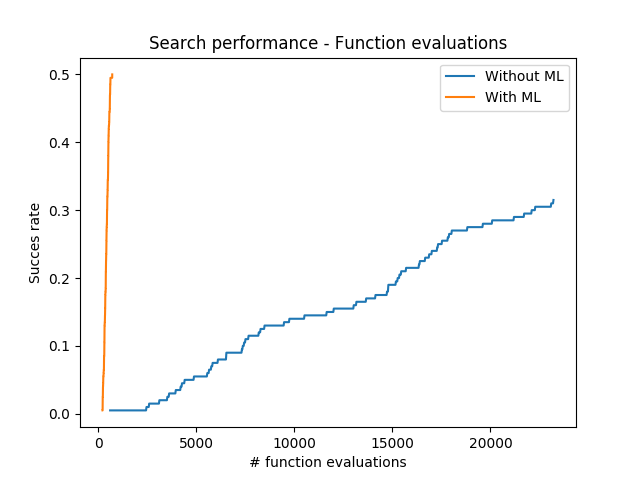 Search performance - Function evaluations
Without ML
With ML
Succes rate
0.5
0.4
0.3
0.2
0.1
0.0
0 5000 10000 15000 20000
# function evaluations